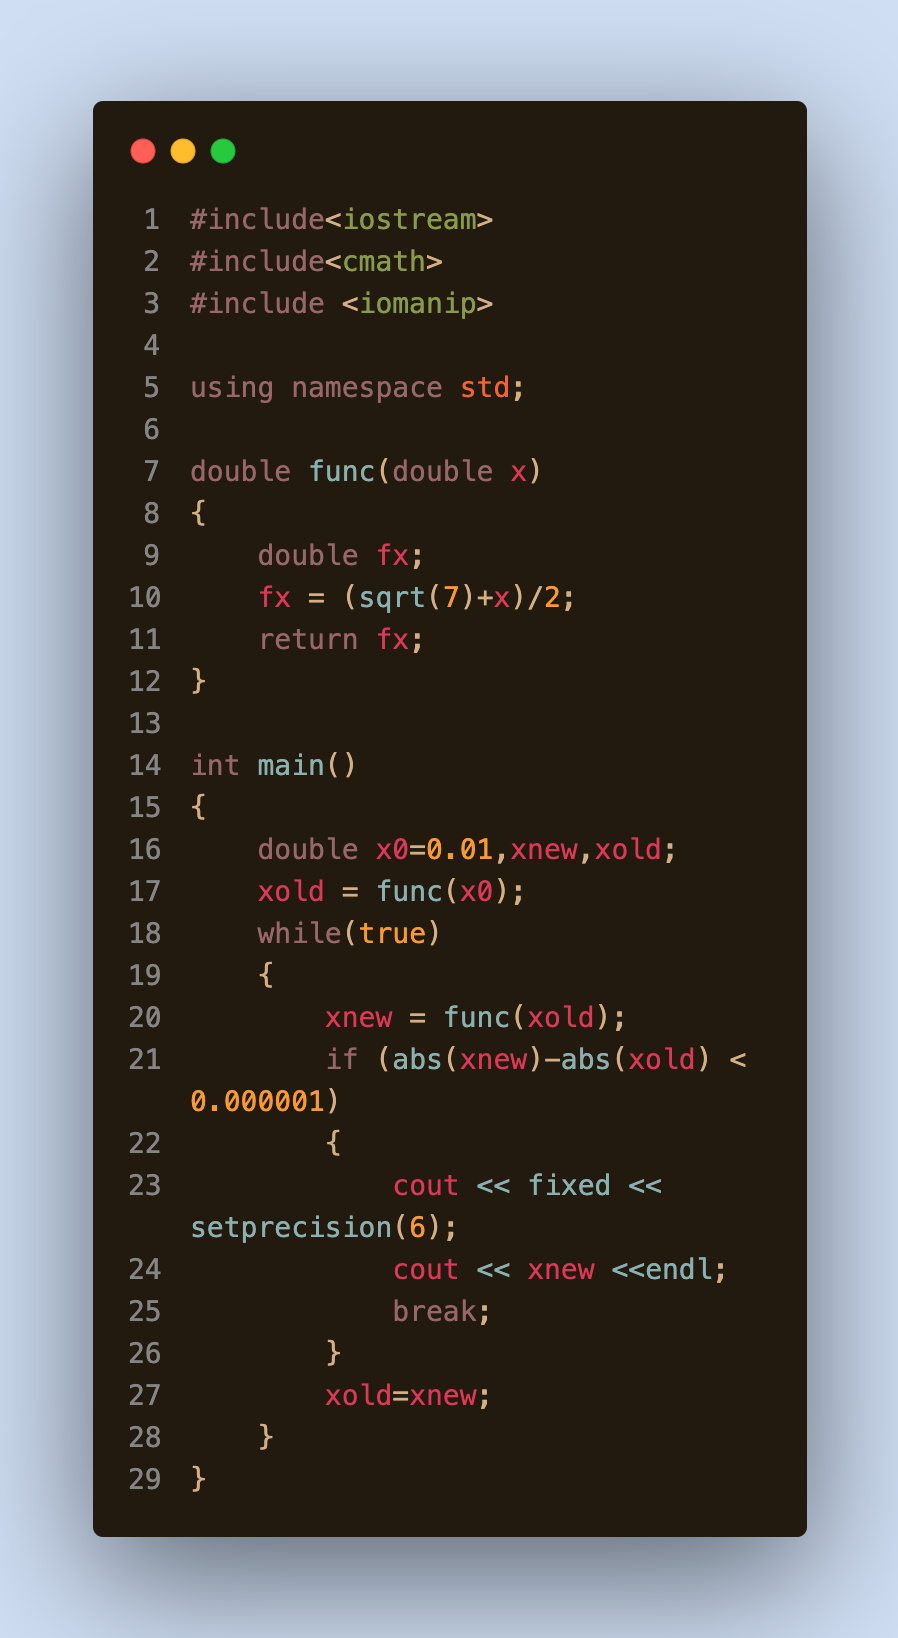 1 #include<iostream>
2 #include<cmath>
3 #include <iomanip>
4
5 using namespace std;
6
7 double func(double x)
8 {
9     double fx;
10     fx = (sqrt(7)+x)/2;
11     return fx;
12 }
13
14 int main()
15 {
16     double x0=0.01,xnew,xold;
17     xold = func(x0);
18     while(true)
19     {
20         xnew = func(xold);
21         if (abs(xnew)-abs(xold) <
0.000001)
22         {
23             cout << fixed <<
setprecision(6);
24             cout << xnew <<endl;
25             break;
26         }
27         xold=xnew;
28     }
29 }